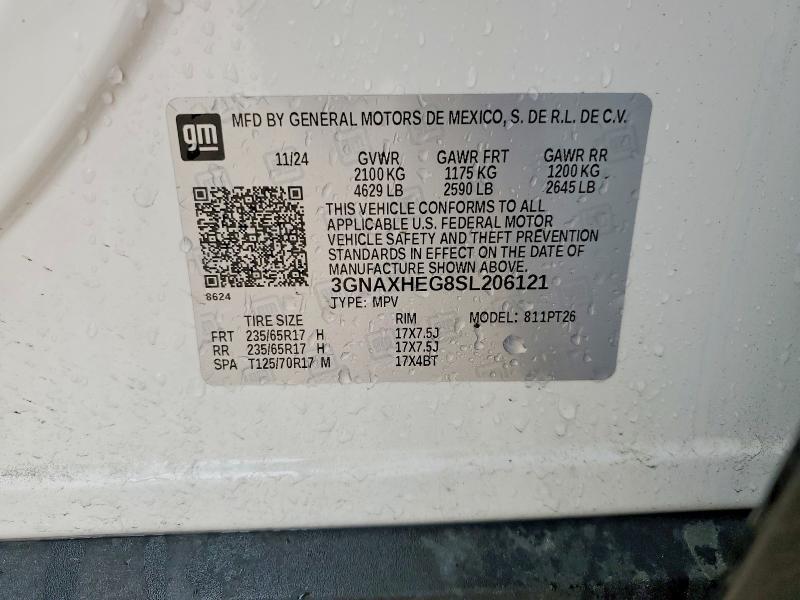 gm
MFD BY GENERAL MOTORS DE MEXICO, S. DE R.L. DE C.V.
11/24 GVWR GAWR FRT GAWR RR
2100 KG 1175 KG 1200 KG
4629 LB 2590 LB 2645 LB
THIS VEHICLE CONFORMS TO ALL
APPLICABLE U.S. FEDERAL MOTOR
VEHICLE SAFETY AND THEFT PREVENTION
STANDARDS IN EFFECT ON THE DATE OF
MANUFACTURE SHOWN ABOVE.
3GNAXHEG8SL206121
8624
TYPE: MPV
TIRE SIZE RIM MODEL: 811PT26
FRT 235/65R17 H 17X7.5J
RR 235/65R17 H 17X7.5J
SPA T125/70R17 M 17X4BT